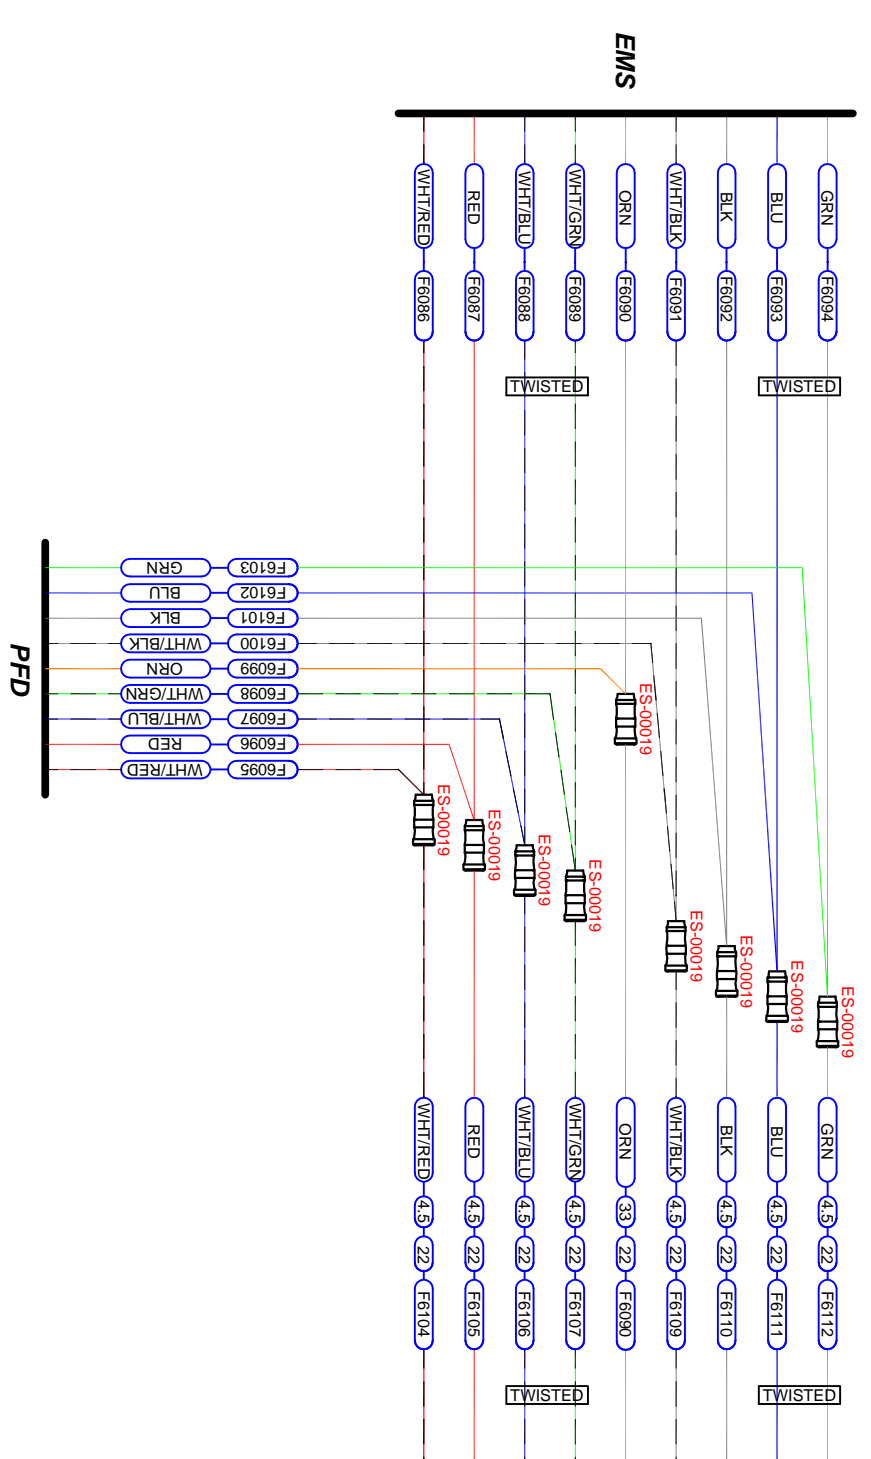 EMS
GRN F6094
BLU F6093
BLK F6092
WHT/BLK F6091
ORN F6090
WHT/GRN F6089
WHT/BLU F6088
RED F6087
WHT/RED F6086
TWISTED
TWISTED
PFD
F6103 GRN
F6102 BLU
F6101 BLK
F6100 WHT/BLK
F6099 ORN
F6098 WHT/GRN
F6097 WHT/BLU
F6096 RED
F6095 WHT/RED
ES-00019
ES-00019
ES-00019
ES-00019
ES-00019
ES-00019
ES-00019
ES-00019
ES-00019
GRN 4.5 22 F6112
BLU 4.5 22 F6111
BLK 4.5 22 F6110
WHT/BLK 4.5 22 F6109
ORN 33 22 F6090
WHT/GRN 4.5 22 F6107
WHT/BLU 4.5 22 F6106
RED 4.5 22 F6105
WHT/RED 4.5 22 F6104
TWISTED
TWISTED